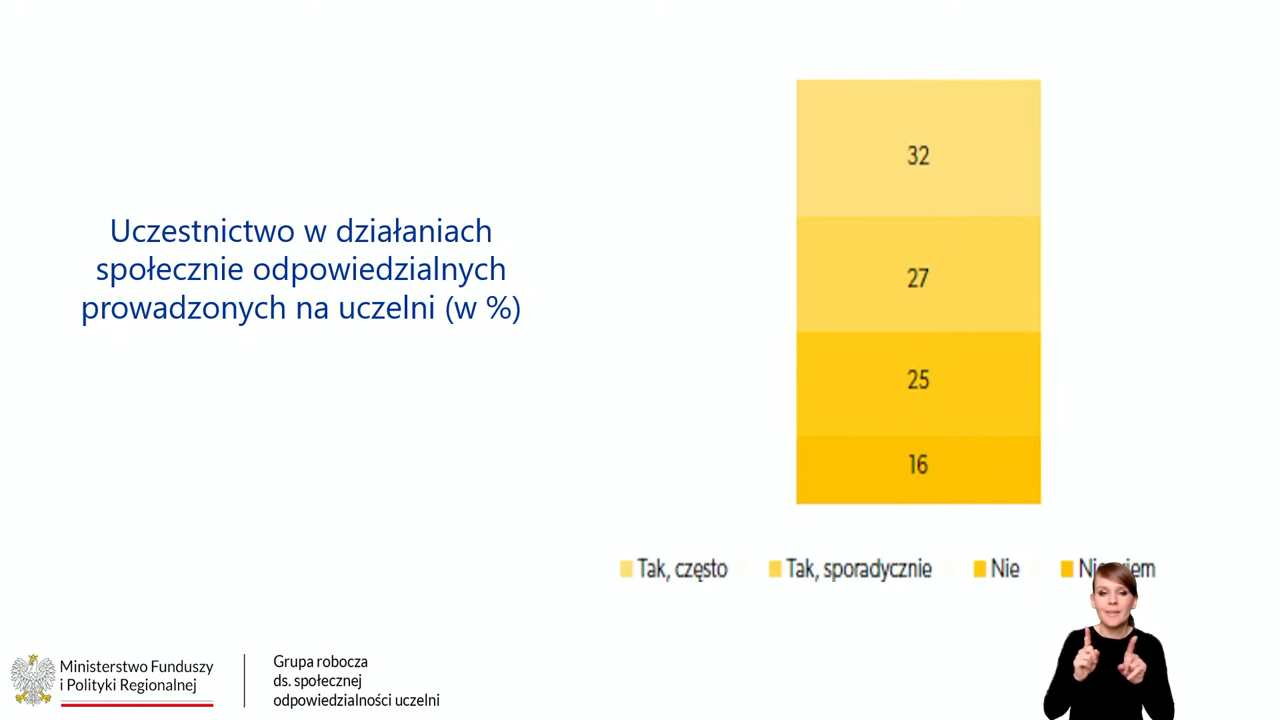 Uczestnictwo w działaniach
społecznie odpowiedzialnych
prowadzonych na uczelni (w %)
32
27
25
16
Tak, często
Tak, sporadycznie
Nie
Ministerstwo Funduszy
i Polityki Regionalnej
Grupa robocza
ds. społecznej
odpowiedzialności uczelni